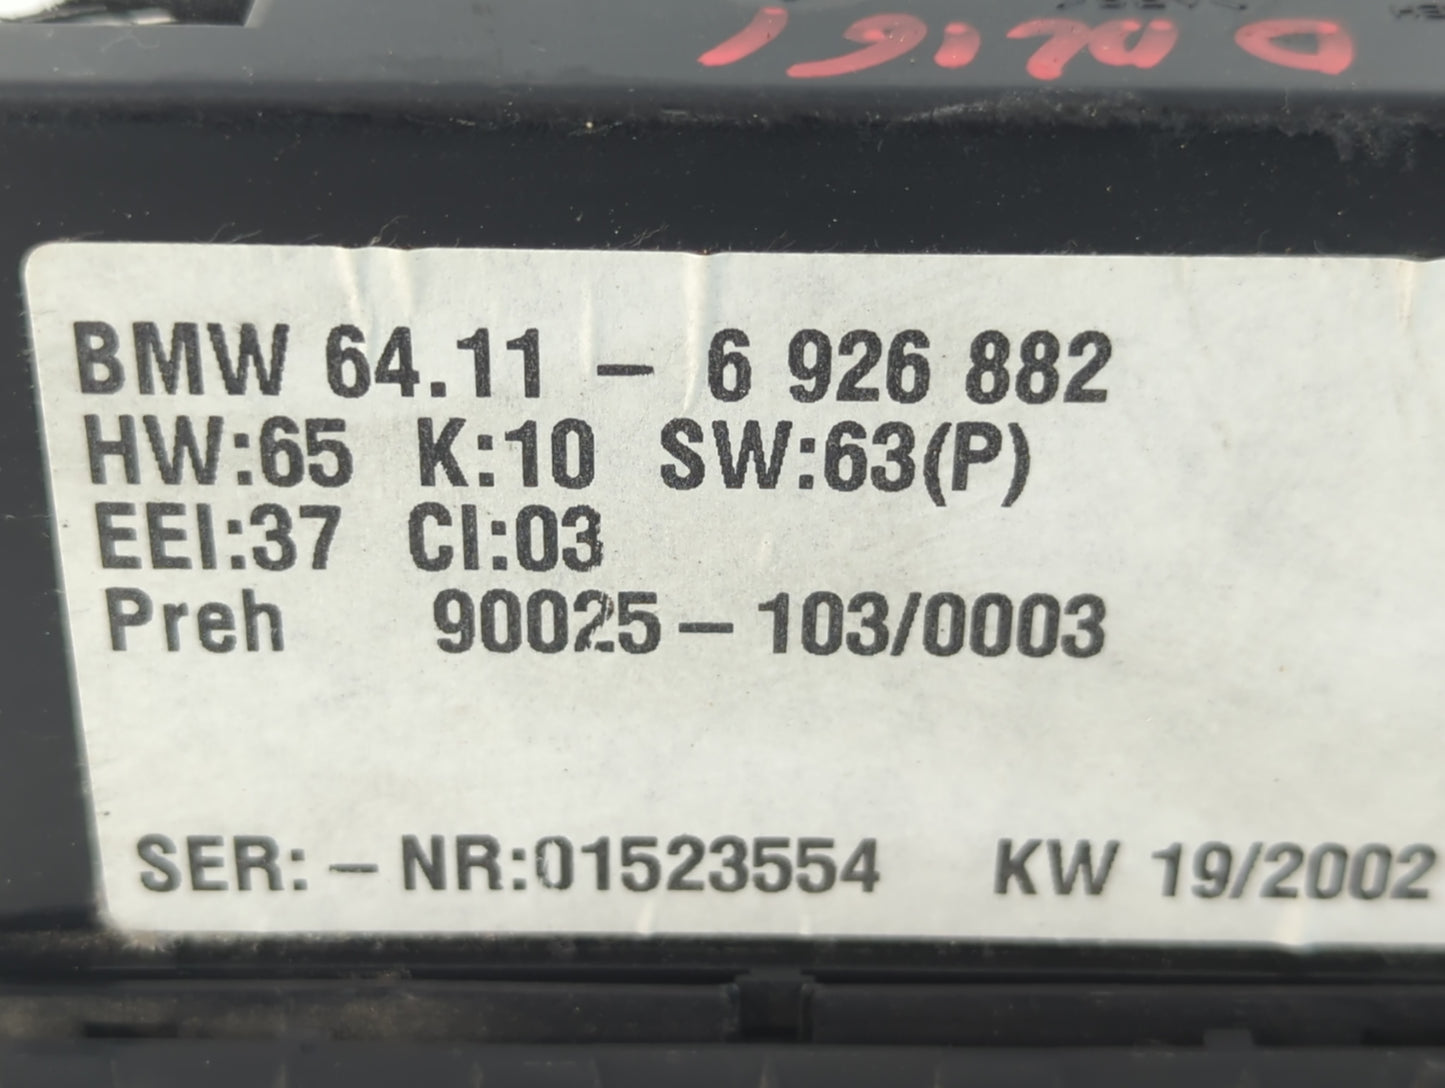 BMW 64.11 – 6 926 882
HW:65 K:10 SW:63(P)
EEI:37 CI:03
Preh 90025 – 103/0003
SER: – NR:01523554 KW 19/2002